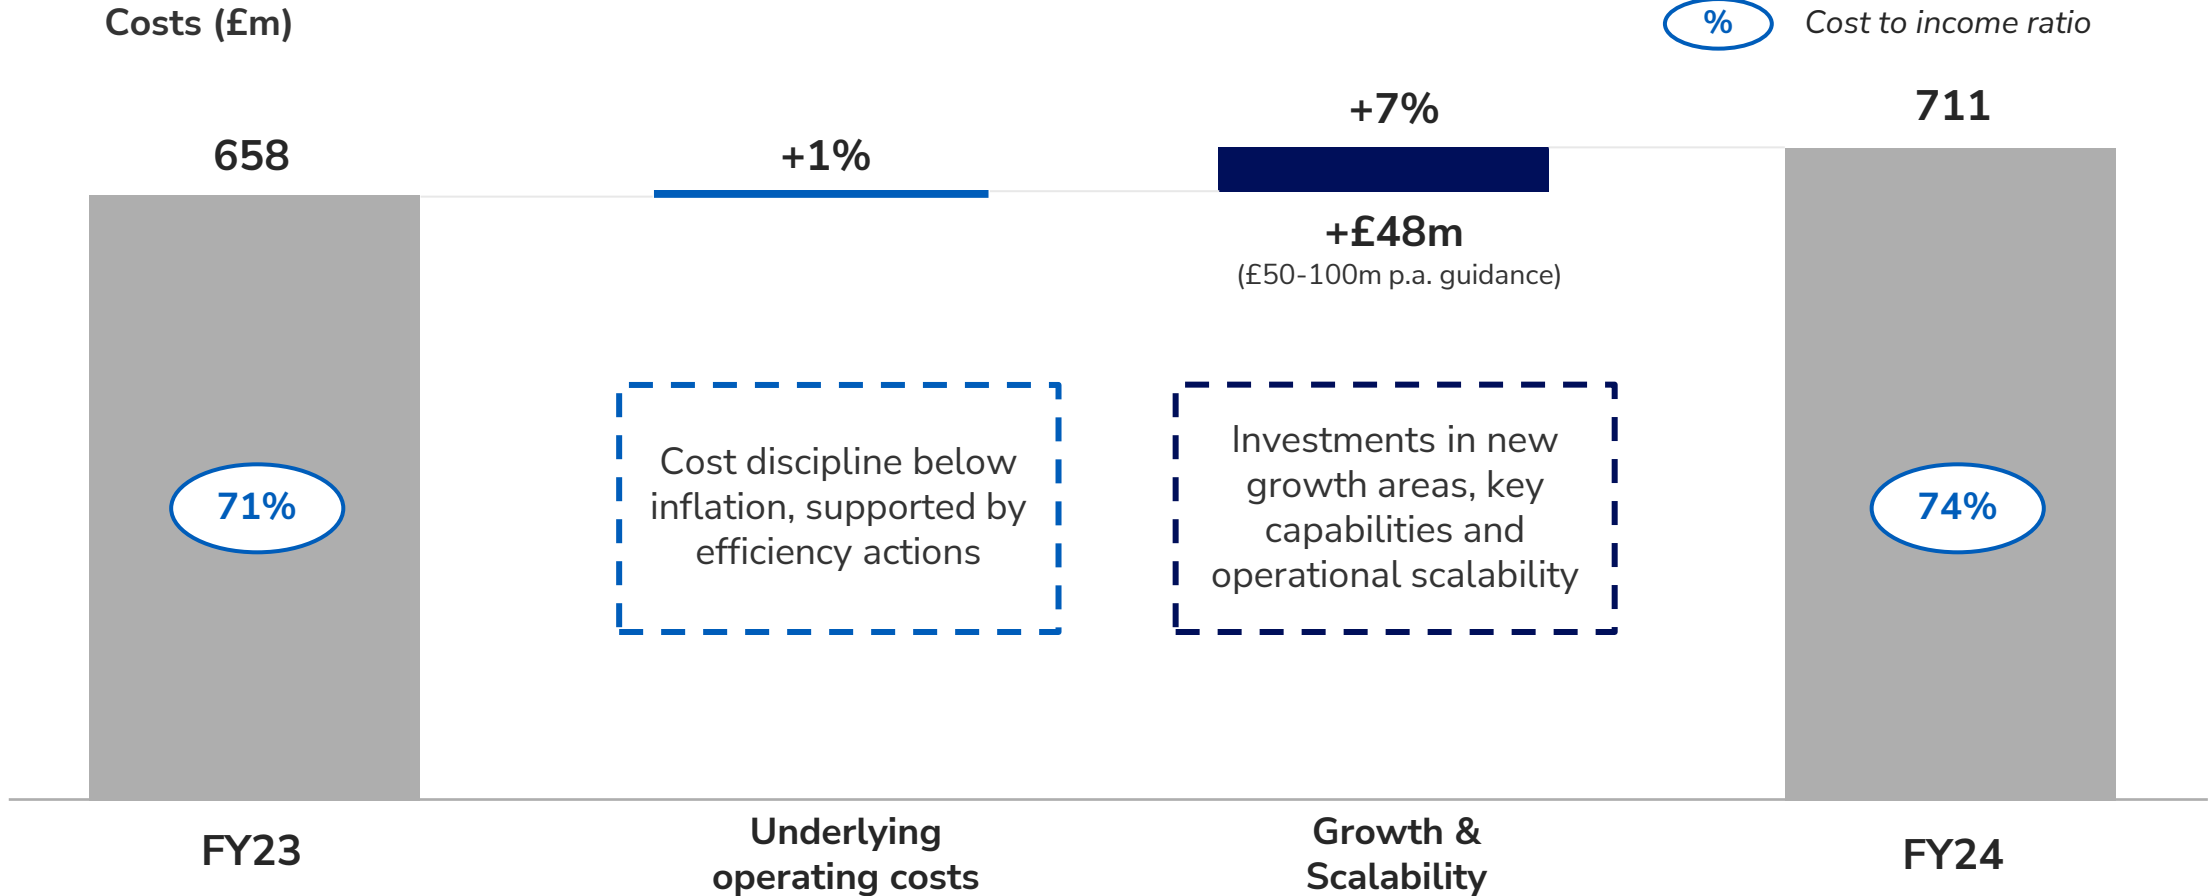 Costs (£m)
% Cost to income ratio
658
+1%
+7%
711
+£48m
(£50-100m p.a. guidance)
71%
Cost discipline below
inflation, supported by
efficiency actions
Investments in new
growth areas, key
capabilities and
operational scalability
74%
FY23
Underlying
operating costs
Growth &
Scalability
FY24